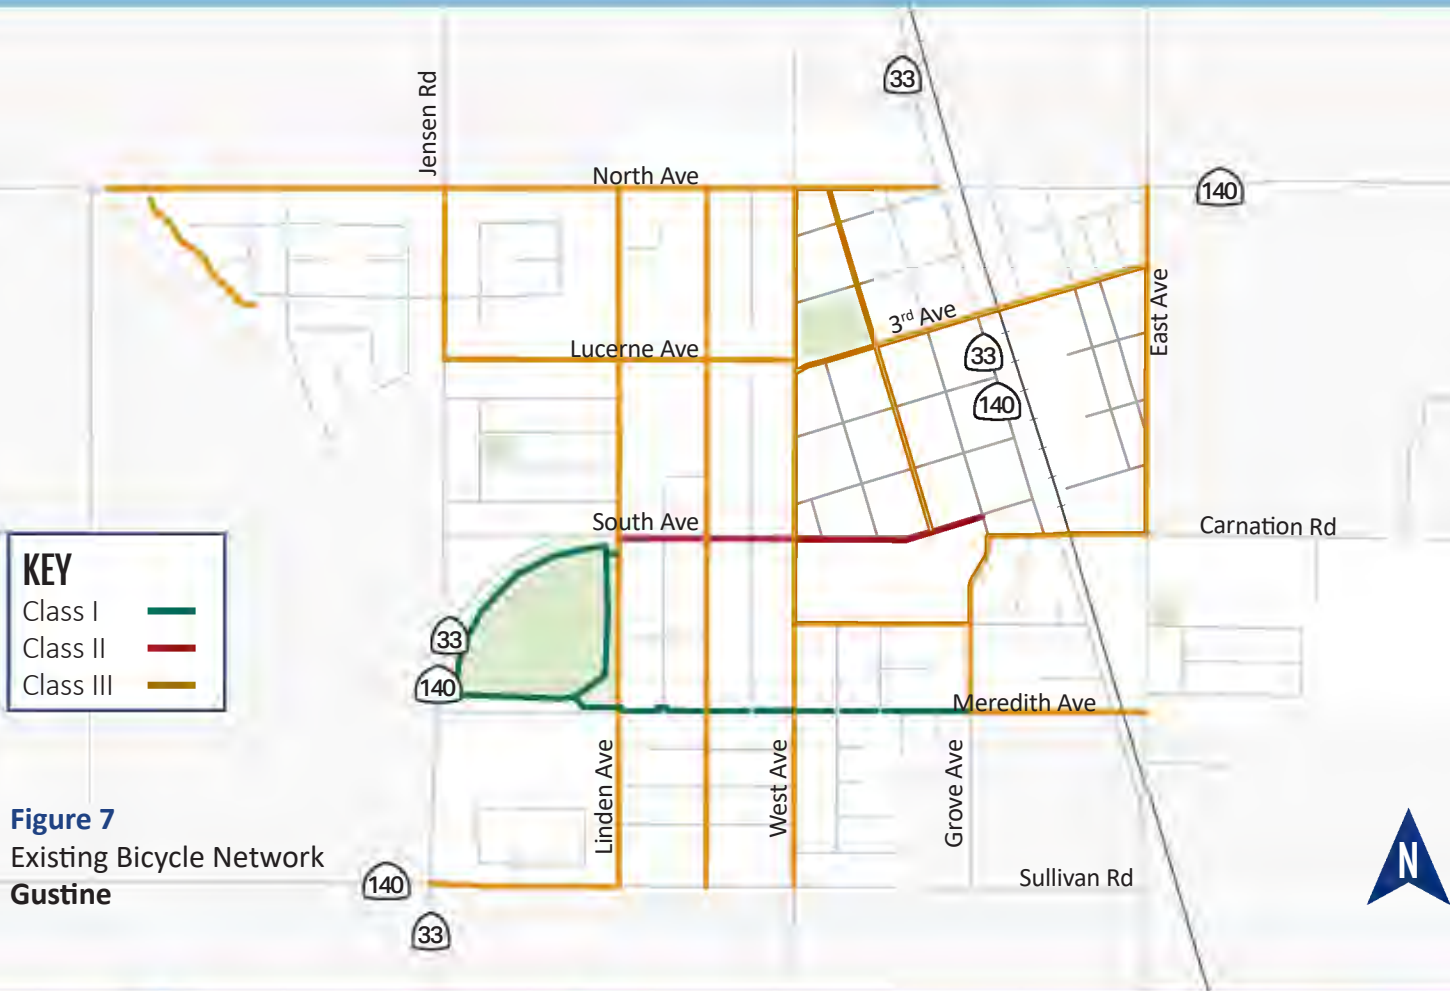 33
Jensen Rd
North Ave
140
3rd Ave
East Ave
Lucerne Ave
33
140
South Ave
Carnation Rd
KEY
Class I
Class II
Class III
33
140
Meredith Ave
Linden Ave
West Ave
Grove Ave
Figure 7
Existing Bicycle Network
Gustine
140
Sullivan Rd
33
N